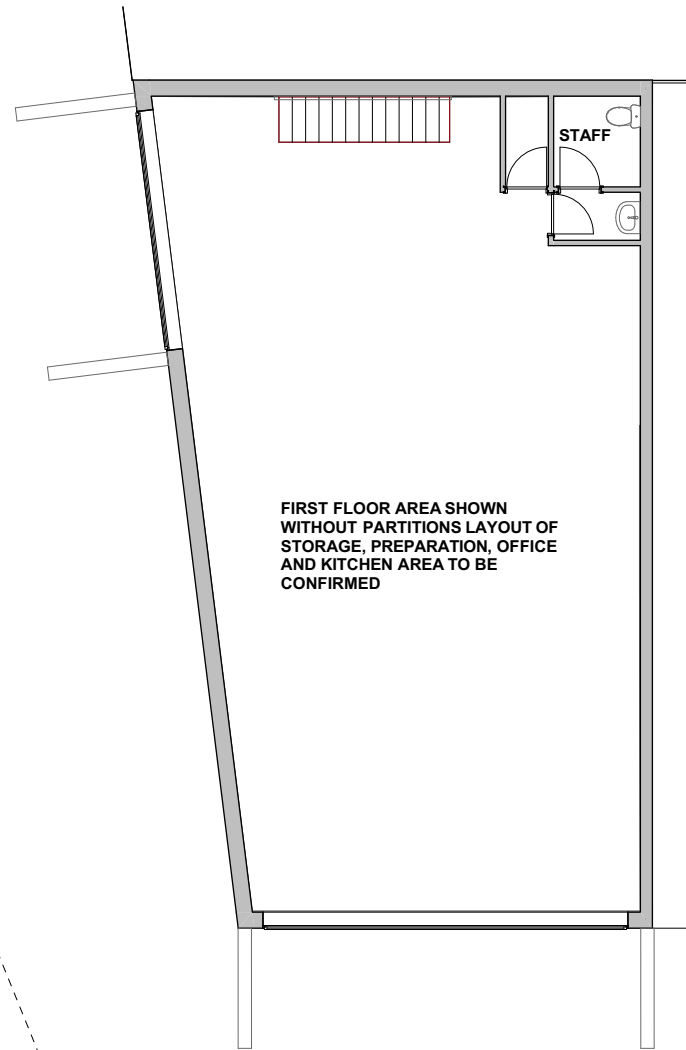 STAFF
FIRST FLOOR AREA SHOWN
WITHOUT PARTITIONS LAYOUT OF
STORAGE, PREPARATION, OFFICE
AND KITCHEN AREA TO BE
CONFIRMED